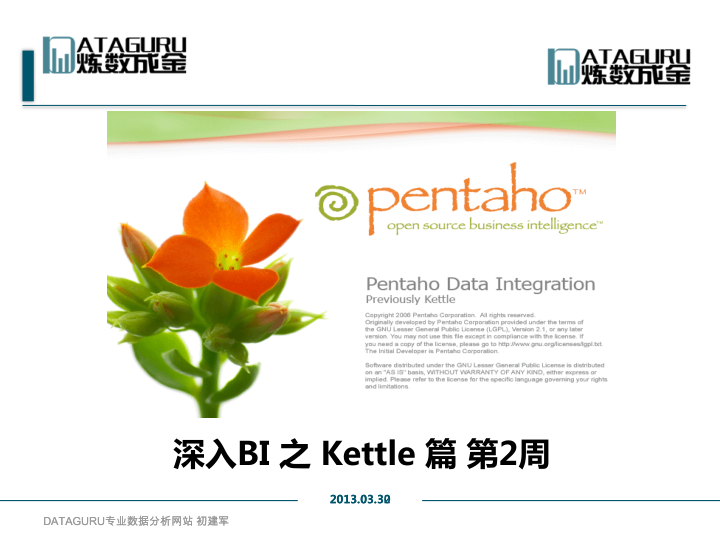 DATAGURU
炼数成金
DATAGURU
炼数成金
pentaho™
open source business intelligence™
Pentaho Data Integration
Previously Kettle
Copyright 2006 Pentaho Corporation. All rights reserved.
Originally developed by Pentaho Corporation provided under the terms of
the GNU Lesser General Public License (LGPL), Version 2.1, or any later
version. You may not use this file except in compliance with the license. If
you need a copy of the license, please go to http://www.gnu.org/licenses/lgpl.txt.
The Initial Developer is Pentaho Corporation.
Software distributed under the GNU Lesser General Public License is distributed
on an "AS IS" basis, WITHOUT WARRANTY OF ANY KIND, either express or
implied. Please refer to the license for the specific language governing your rights
and limitations.
深入BI 之 Kettle 篇 第2周
2013.03.
DATAGURU专业数据分析网站 初建军